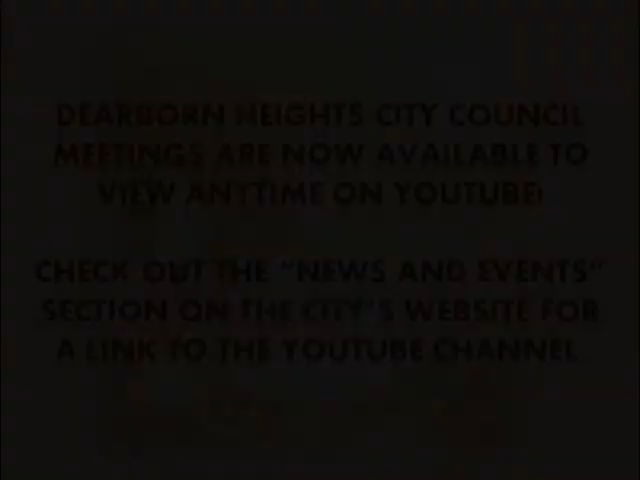 DEARBORN HEIGHTS CITY COUNCIL
MEETINGS ARE NOW AVAILABLE TO
VIEW ANYTIME ON YOUTUBE!
CHECK OUT THE "NEWS AND EVENTS"
SECTION ON THE CITY'S WEBSITE FOR
A LINK TO THE YOUTUBE CHANNEL.